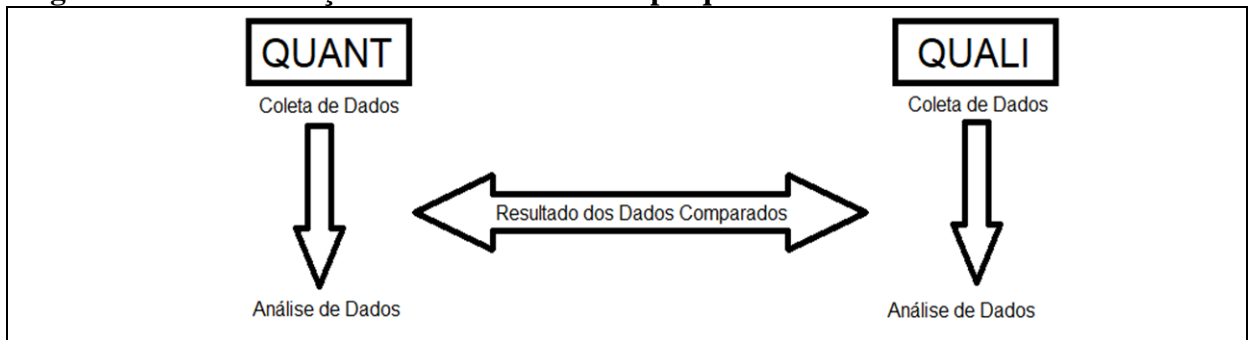 QUANT
QUALI
Coleta de Dados
Coleta de Dados
Resultado dos Dados Comparados
Análise de Dados
Análise de Dados